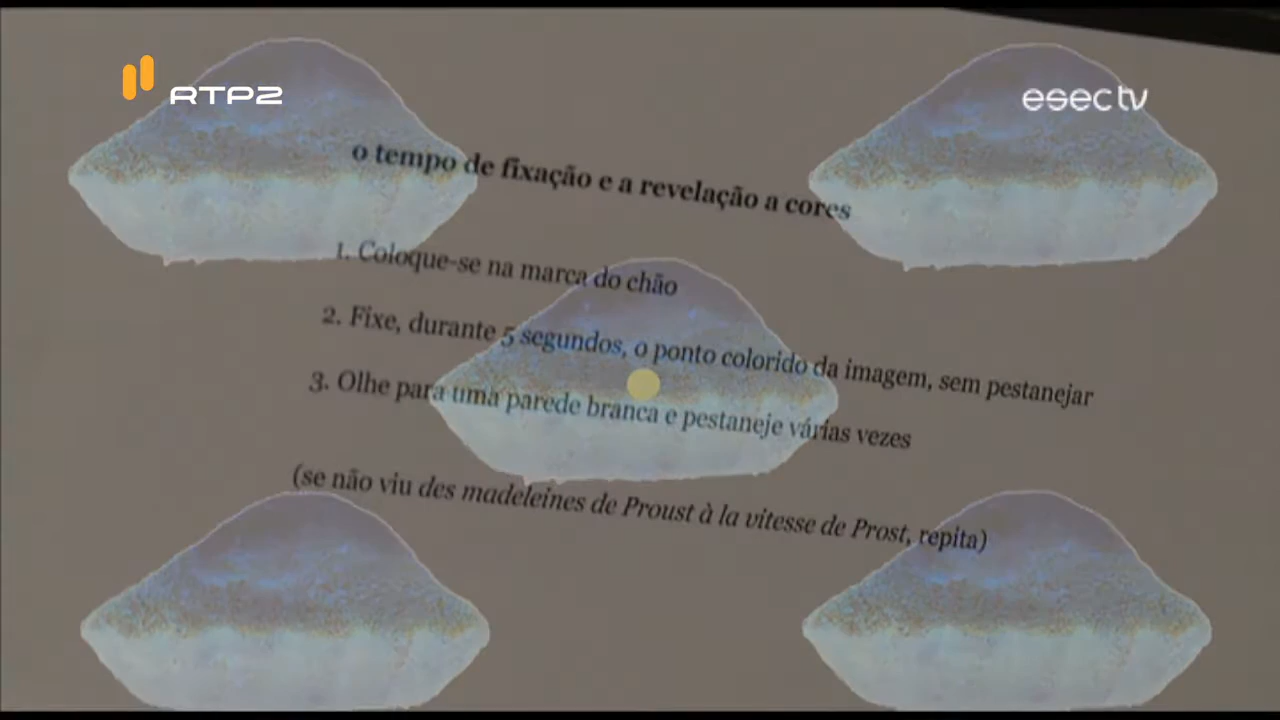 RTP2
esectv
o tempo de fixação e a revelação a cores
1. Coloque-se na marca do chão
2. Fixe, durante 5 segundos, o ponto colorido da imagem, sem pestanejar
3. Olhe para uma parede branca e pestaneje várias vezes
(se não viu des madeleines de Proust à la vitesse de Prost, repita)